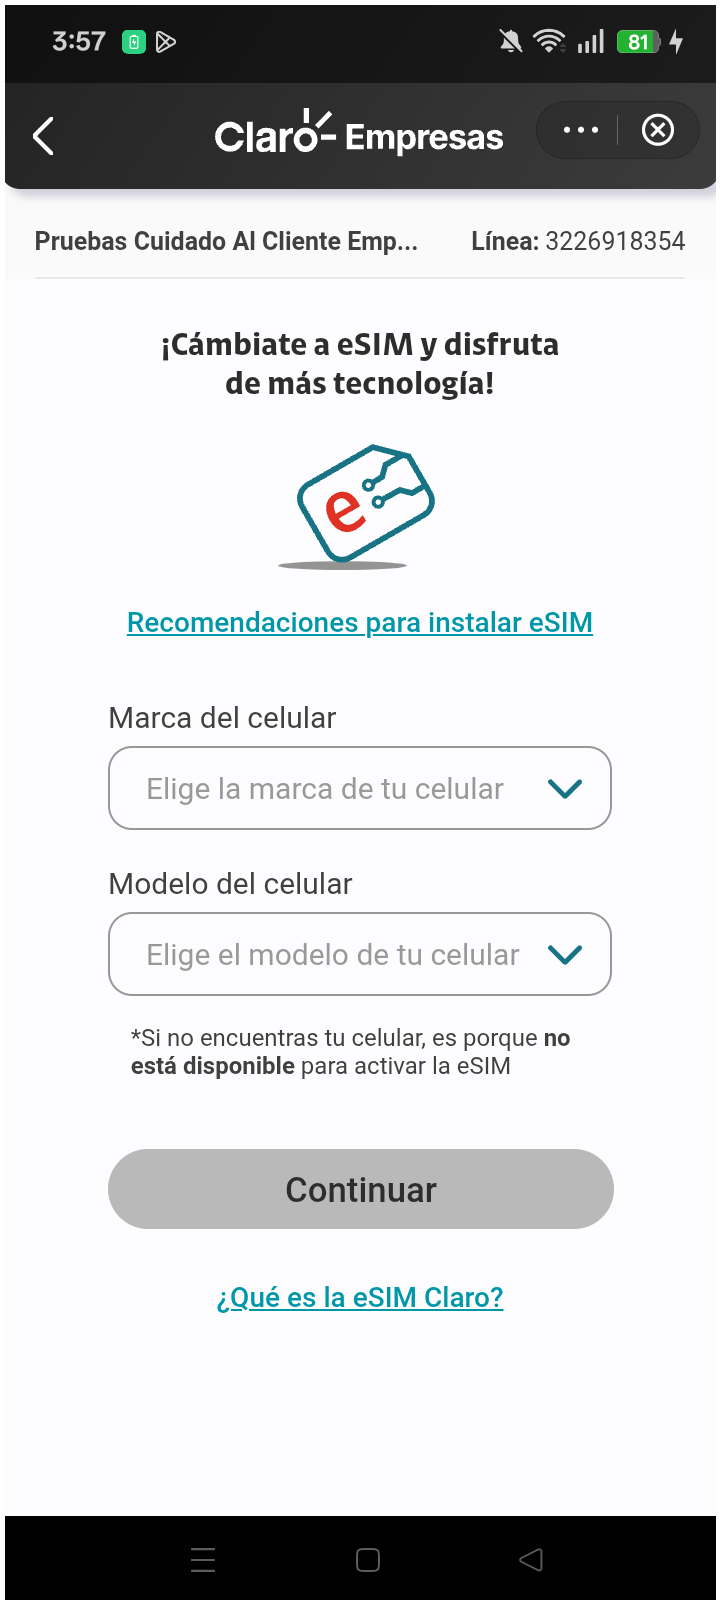 3:57
81
Claro Empresas
Pruebas Cuidado Al Cliente Emp...
Línea: 3226918354
¡Cámbiate a eSIM y disfruta
de más tecnología!
e
Recomendaciones para instalar eSIM
Marca del celular
Elige la marca de tu celular
Modelo del celular
Elige el modelo de tu celular
*Si no encuentras tu celular, es porque no
está disponible para activar la eSIM
Continuar
¿Qué es la eSIM Claro?